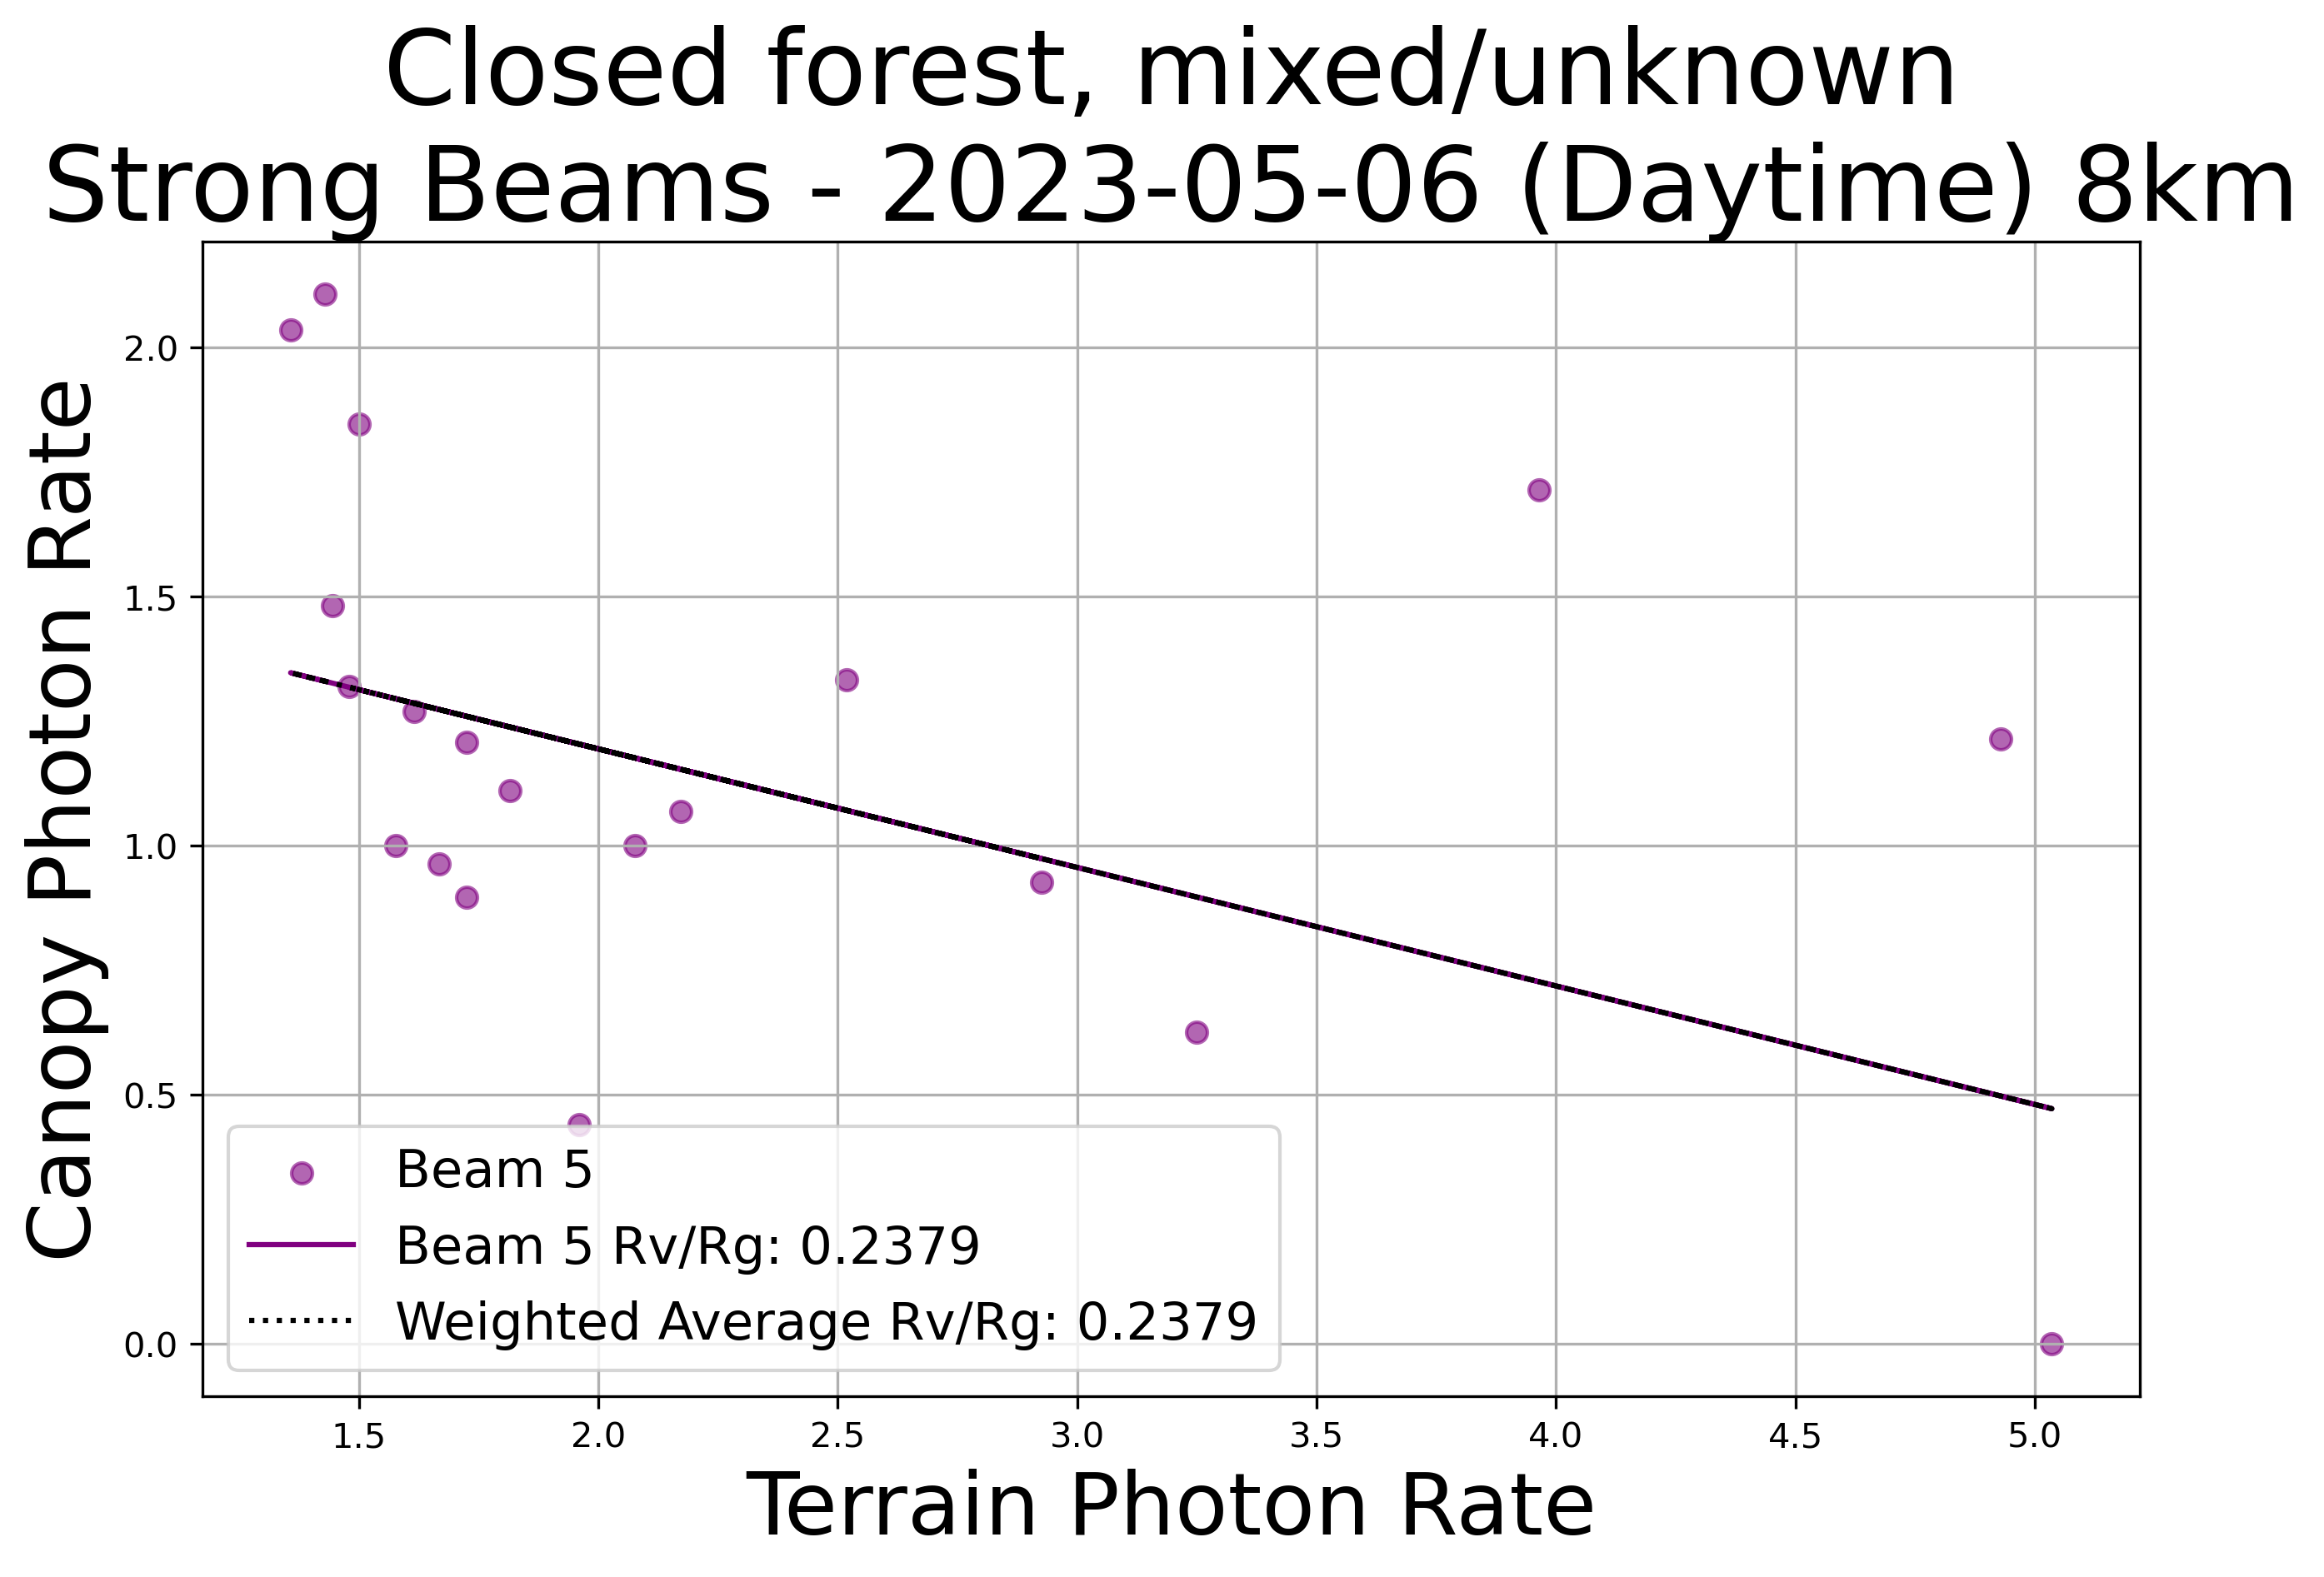 Closed forest, mixed/unknown
Strong Beams - 2023-05-06 (Daytime) 8km
Canopy Photon Rate
2.0
1.5
1.0
0.5
0.0
Beam 5
Beam 5 Rv/Rg: 0.2379
Weighted Average Rv/Rg: 0.2379
1.5 2.0 2.5 3.0 3.5 4.0 4.5 5.0
Terrain Photon Rate